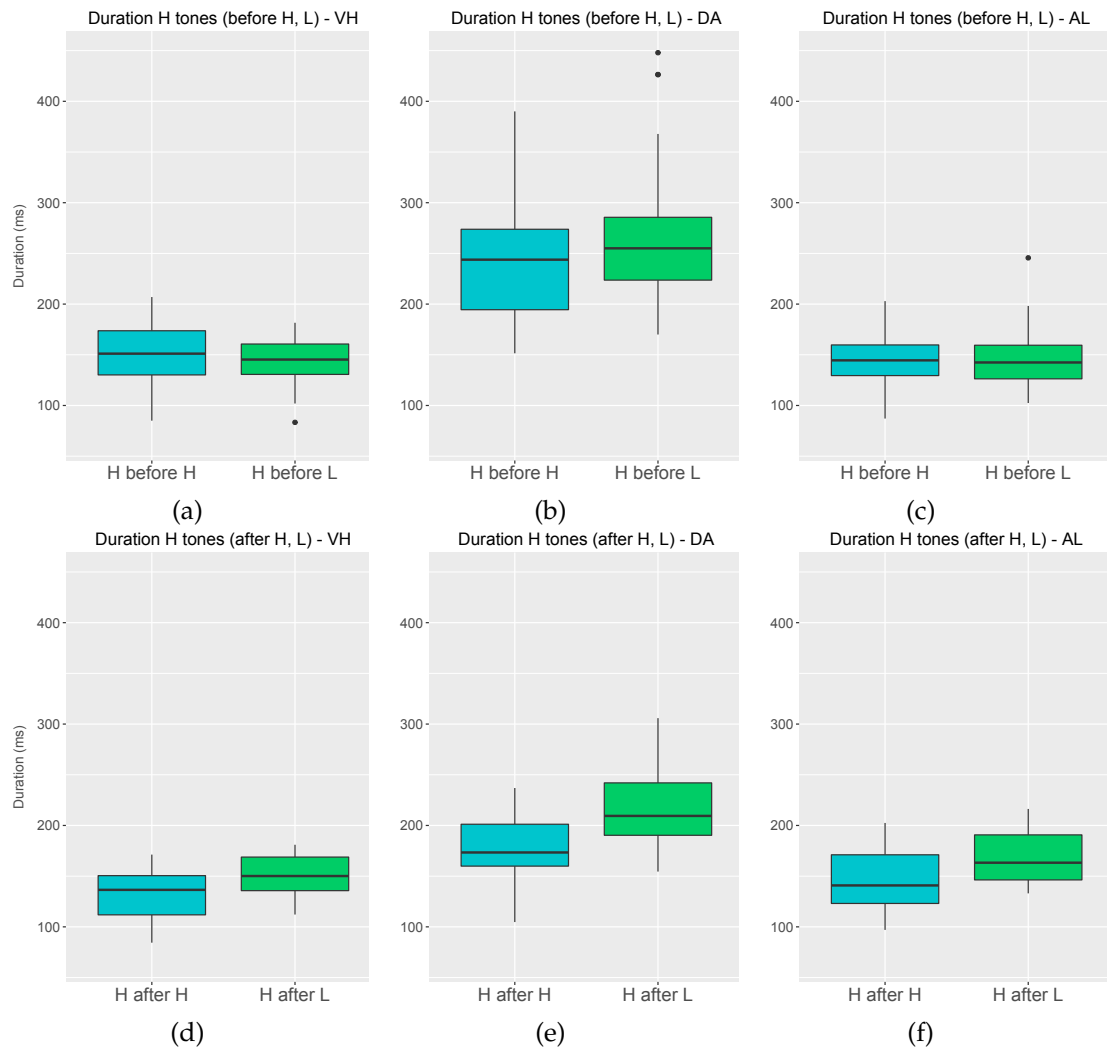 Duration H tones (before H, L) - VH
Duration H tones (before H, L) - DA
Duration H tones (before H, L) - AL
Duration (ms)
400
300
200
100
400
300
200
100
400
300
200
100
H before H
H before L
H before H
H before L
H before H
H before L
(a)
(b)
(c)
Duration H tones (after H, L) - VH
Duration H tones (after H, L) - DA
Duration H tones (after H, L) - AL
Duration (ms)
400
300
200
100
400
300
200
100
400
300
200
100
H after H
H after L
H after H
H after L
H after H
H after L
(d)
(e)
(f)